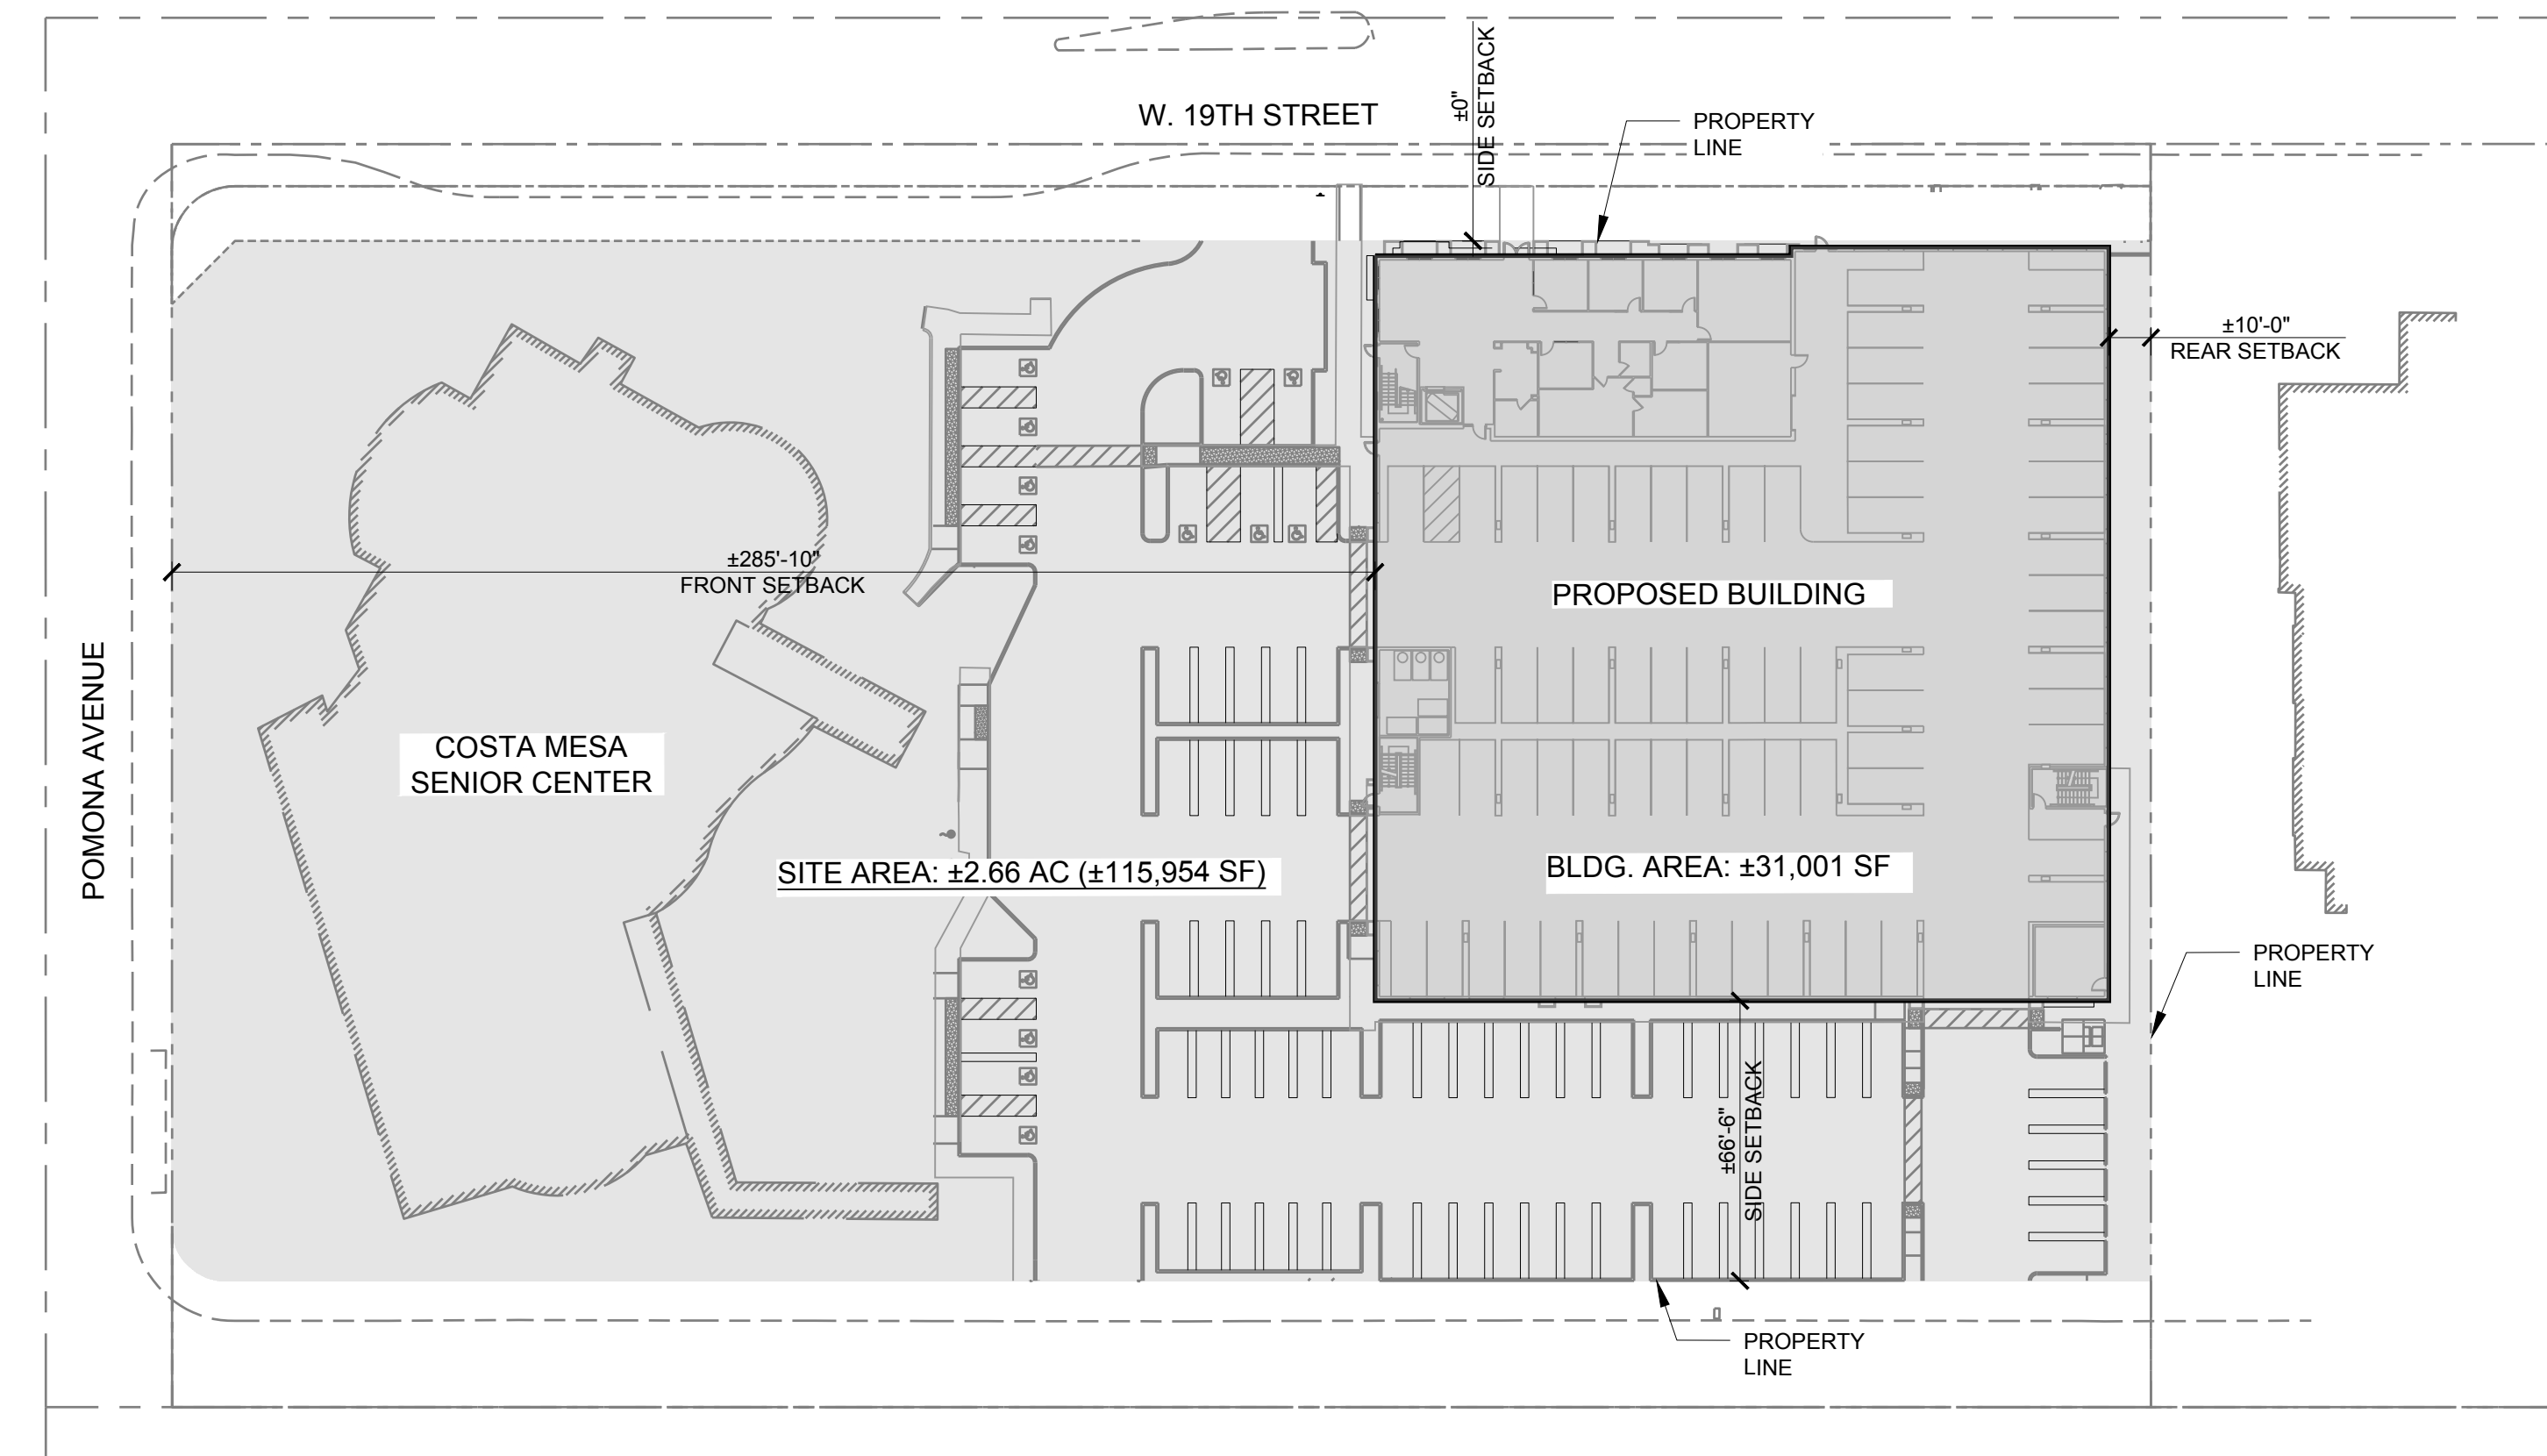 ±0"
SIDE SETBACK
W. 19TH STREET
PROPERTY
LINE
±10'-0"
REAR SETBACK
±285'-10"
FRONT SETBACK
PROPOSED BUILDING
POMONA AVENUE
COSTA MESA
SENIOR CENTER
SITE AREA: ±2.66 AC (±115,954 SF)
BLDG. AREA: ±31,001 SF
PROPERTY
LINE
±66'-6"
SIDE SETBACK
PROPERTY
LINE